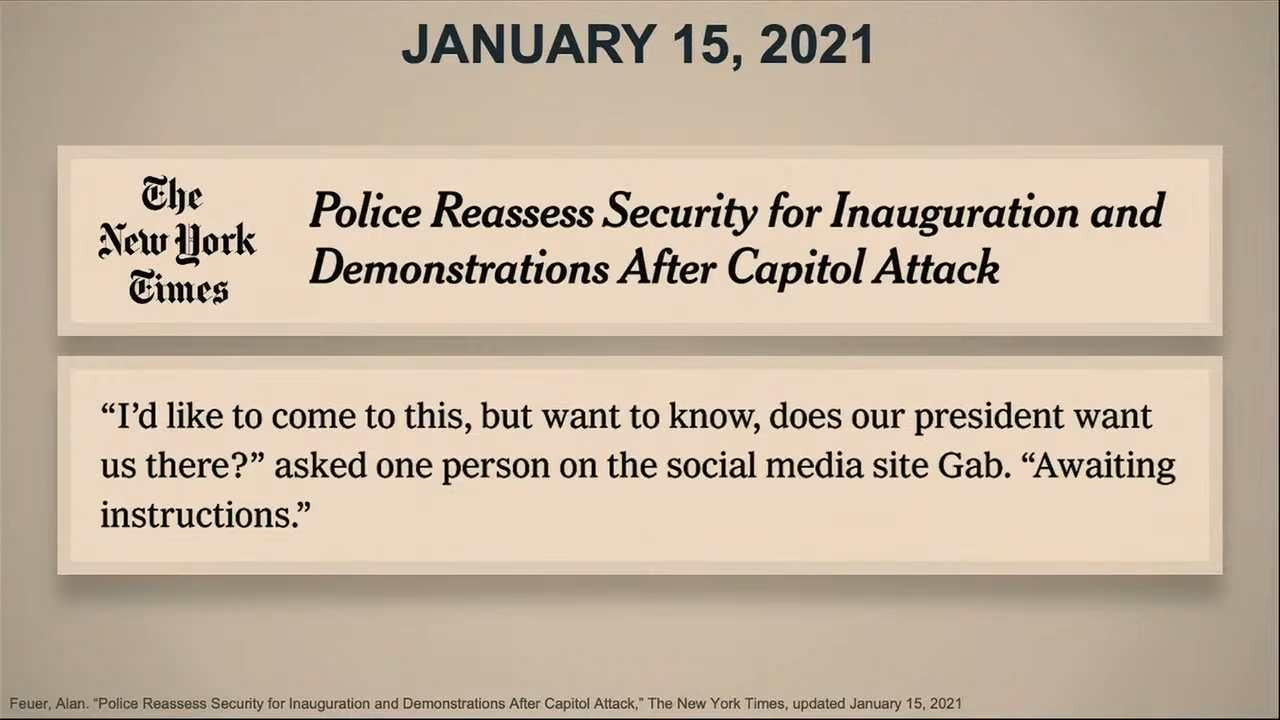 JANUARY 15, 2021
The
New York
Times
Police Reassess Security for Inauguration and
Demonstrations After Capitol Attack
“I’d like to come to this, but want to know, does our president want
us there?” asked one person on the social media site Gab. “Awaiting
instructions.”
Feuer, Alan. “Police Reassess Security for Inauguration and Demonstrations After Capitol Attack,” The New York Times, updated January 15, 2021